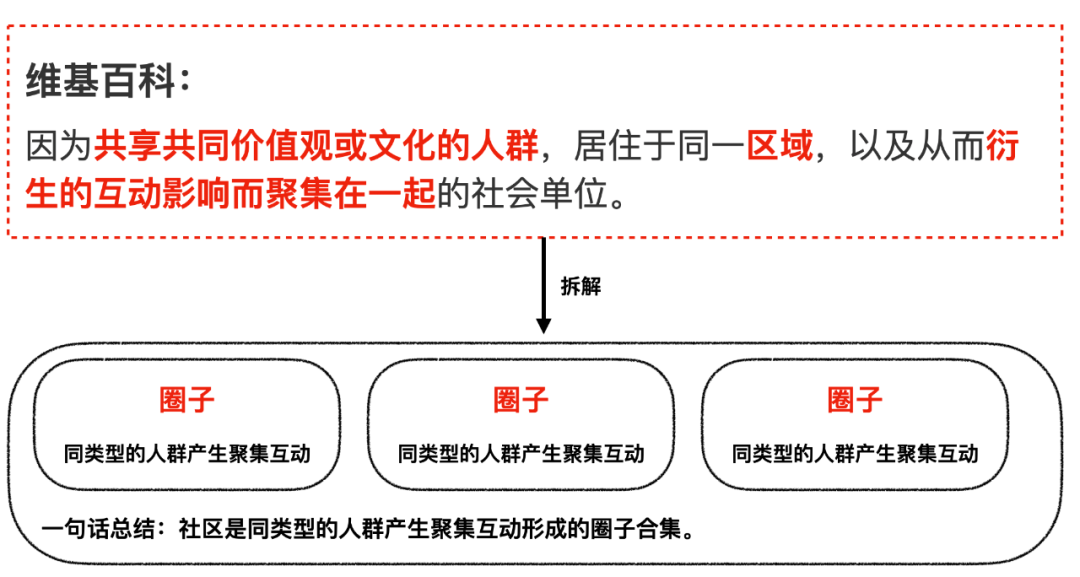 维基百科：
因为共享共同价值观或文化的人群，居住于同一区域，以及从而衍
生的互动影响而聚集在一起的社会单位。
拆解
圈子 圈子 圈子
同类型的人群产生聚集互动 同类型的人群产生聚集互动 同类型的人群产生聚集互动
一句话总结：社区是同类型的人群产生聚集互动形成的圈子合集。